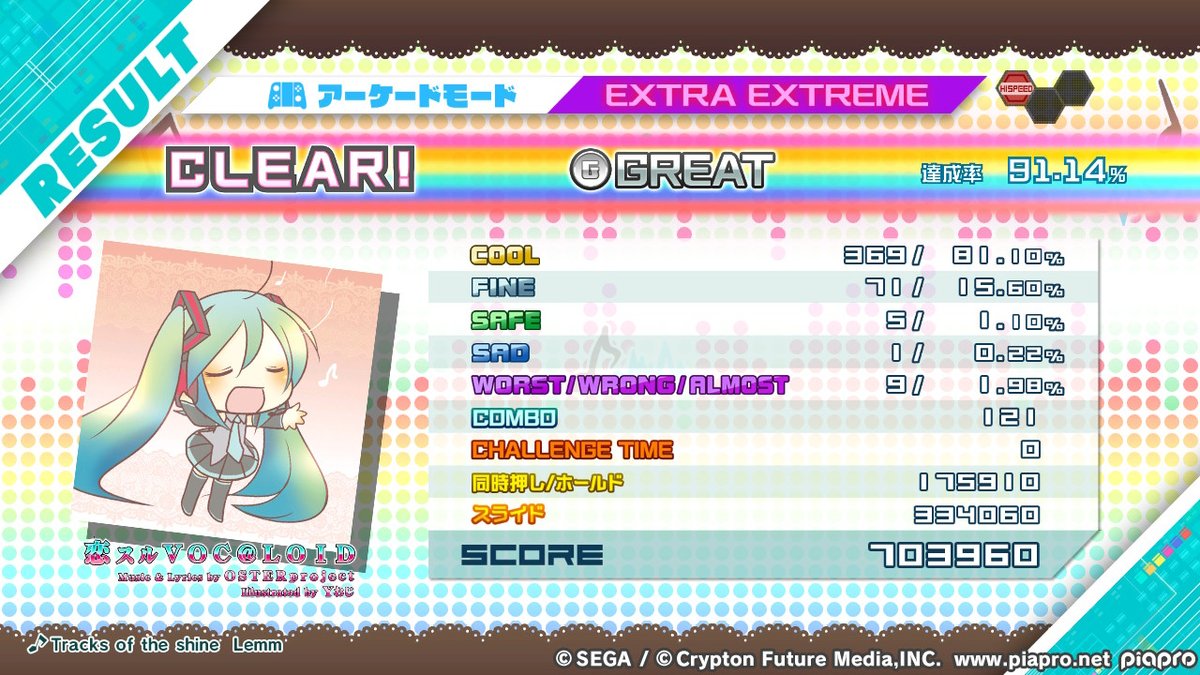 RESULT
アーケードモード EXTRA EXTREME HISPEED
CLEAR! G GREAT 達成率 91.14%
COOL 369/ 81.10%
FINE 71/ 15.60%
SAFE 5/ 1.10%
SAD 1/ 0.22%
WORST/WRONG/ALMOST 9/ 1.98%
COMBO 121
CHALLENGE TIME 0
同時押し/ホールド 175910
スライド 334060
SCORE 703960
恋スルVOC@LOID
Music & Lyrics by OSTERproject
Illustrated by Yおじ
♪Tracks of the shine Lemm
©SEGA / ©Crypton Future Media,INC. www.piapro.net piapro